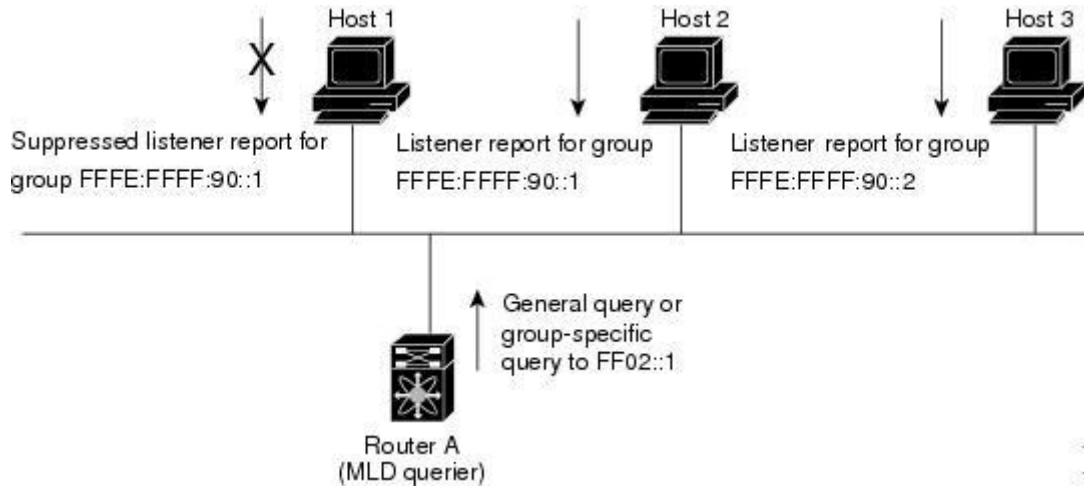 Host 1
Host 2
Host 3
Suppressed listener report for
group FFFE:FFFF:90::1
Listener report for group
FFFE:FFFF:90::1
Listener report for group
FFFE:FFFF:90::2
General query or
group-specific
query to FF02::1
Router A
(MLD querier)